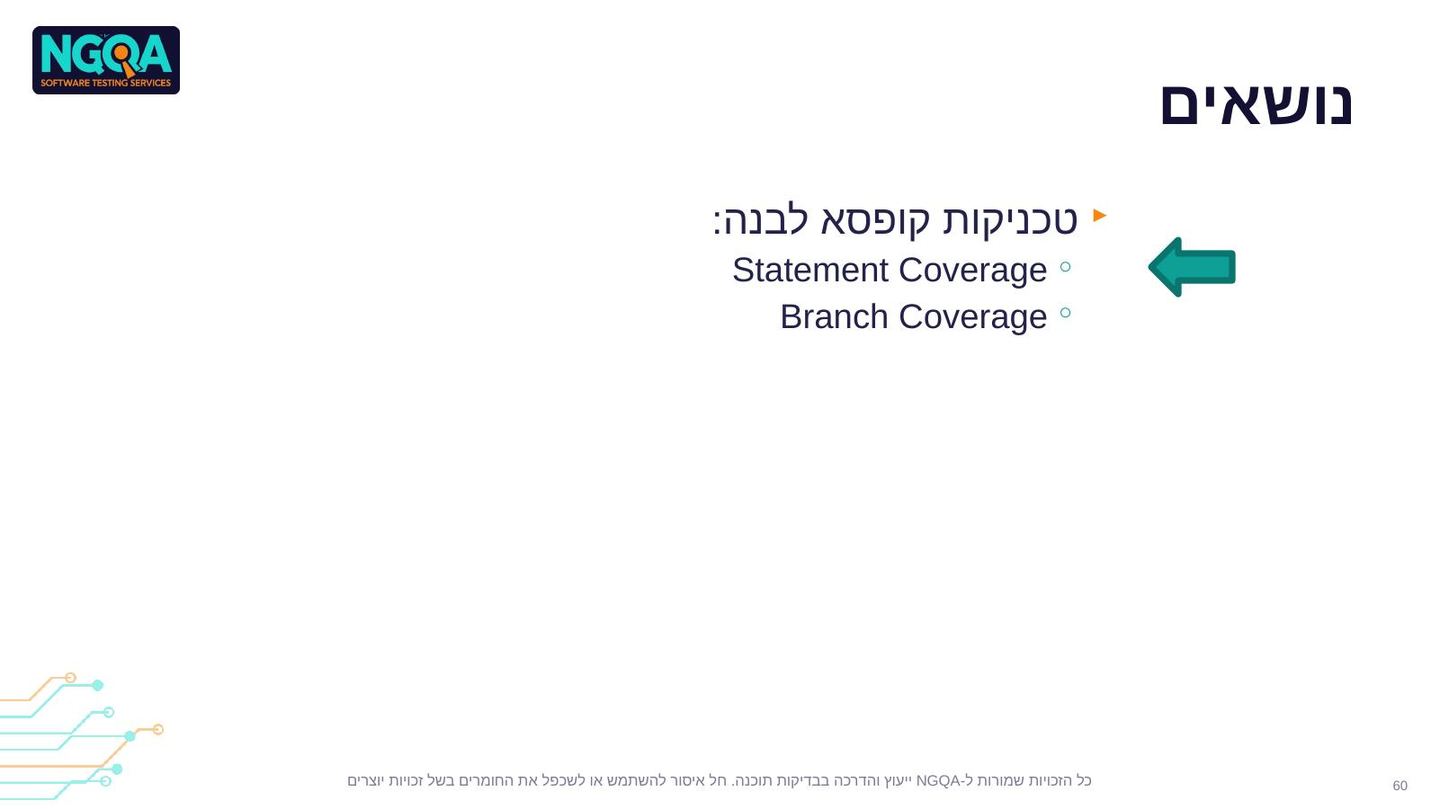 NGQA
SOFTWARE TESTING SERVICES
נושאים
טכניקות קופסא לבנה:
Statement Coverage
Branch Coverage
כל הזכויות שמורות ל-NGQA ייעוץ והדרכה בבדיקות תוכנה. חל איסור להשתמש או לשכפל את החומרים בשל זכויות יוצרים
60